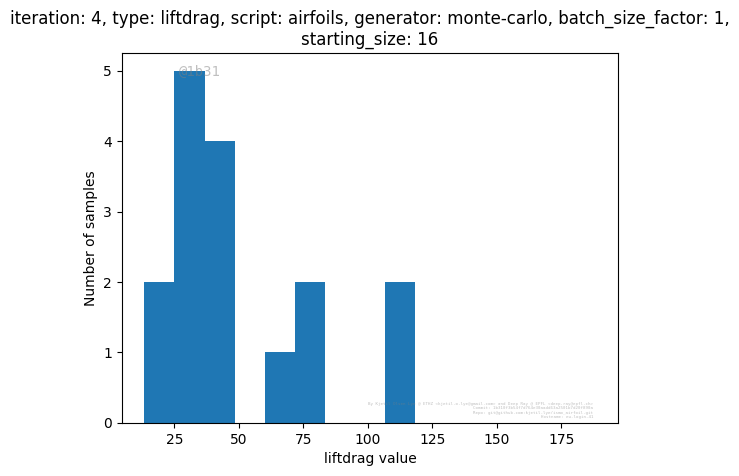 iteration: 4, type: liftdrag, script: airfoils, generator: monte-carlo, batch_size_factor: 1,
starting_size: 16
@1b31
5
4
3
2
1
0
Number of samples
25 50 75 100 125 150 175
liftdrag value